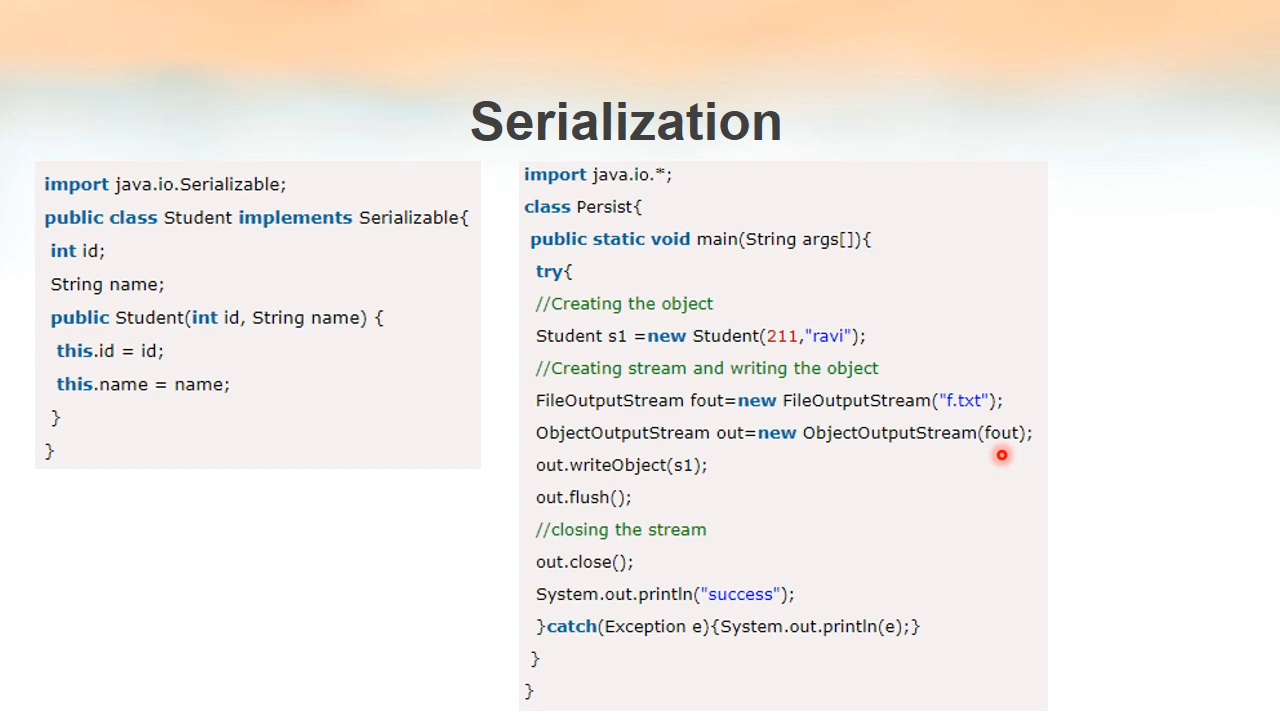 Serialization
import java.io.Serializable;
public class Student implements Serializable{
int id;
String name;
public Student(int id, String name) {
this.id = id;
this.name = name;
}
}
import java.io.*;
class Persist{
public static void main(String args[]){
try{
//Creating the object
Student s1 =new Student(211,"ravi");
//Creating stream and writing the object
FileOutputStream fout=new FileOutputStream("f.txt");
ObjectOutputStream out=new ObjectOutputStream(fout);
out.writeObject(s1);
out.flush();
//closing the stream
out.close();
System.out.println("success");
}catch(Exception e){System.out.println(e);}
}
}